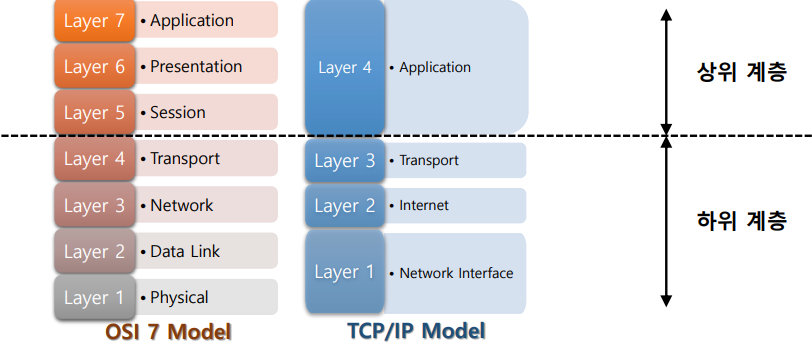 Layer 7 • Application
Layer 6 • Presentation
Layer 5 • Session
Layer 4 • Transport
Layer 3 • Network
Layer 2 • Data Link
Layer 1 • Physical
OSI 7 Model
Layer 4 • Application
Layer 3 • Transport
Layer 2 • Internet
Layer 1 • Network Interface
TCP/IP Model
상위 계층
하위 계층